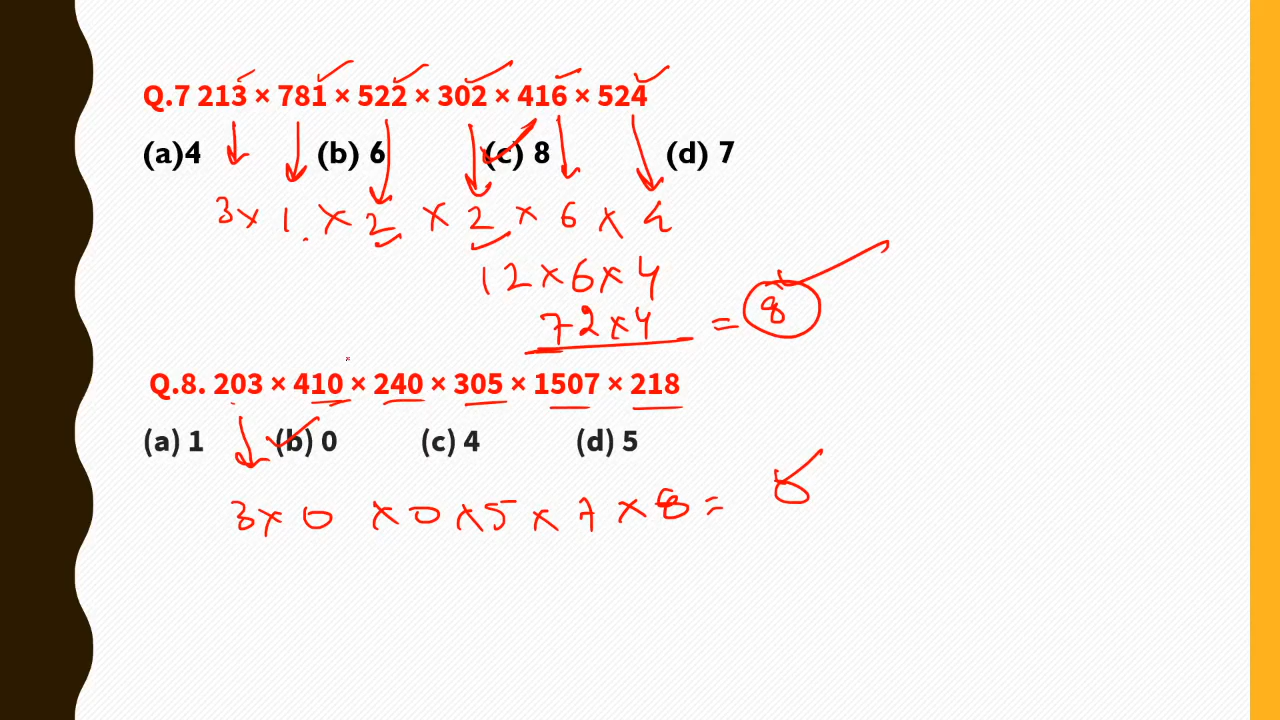 Q.7 213 × 781 × 522 × 302 × 416 × 524
(a)4 (b) 6 (c) 8 (d) 7
3 × 1 × 2 × 2 × 6 × 4
12 × 6 × 4
72 × 4 = 8
Q.8. 203 × 410 × 240 × 305 × 1507 × 218
(a) 1 (b) 0 (c) 4 (d) 5
3 × 0 × 0 × 5 × 7 × 8 = 0